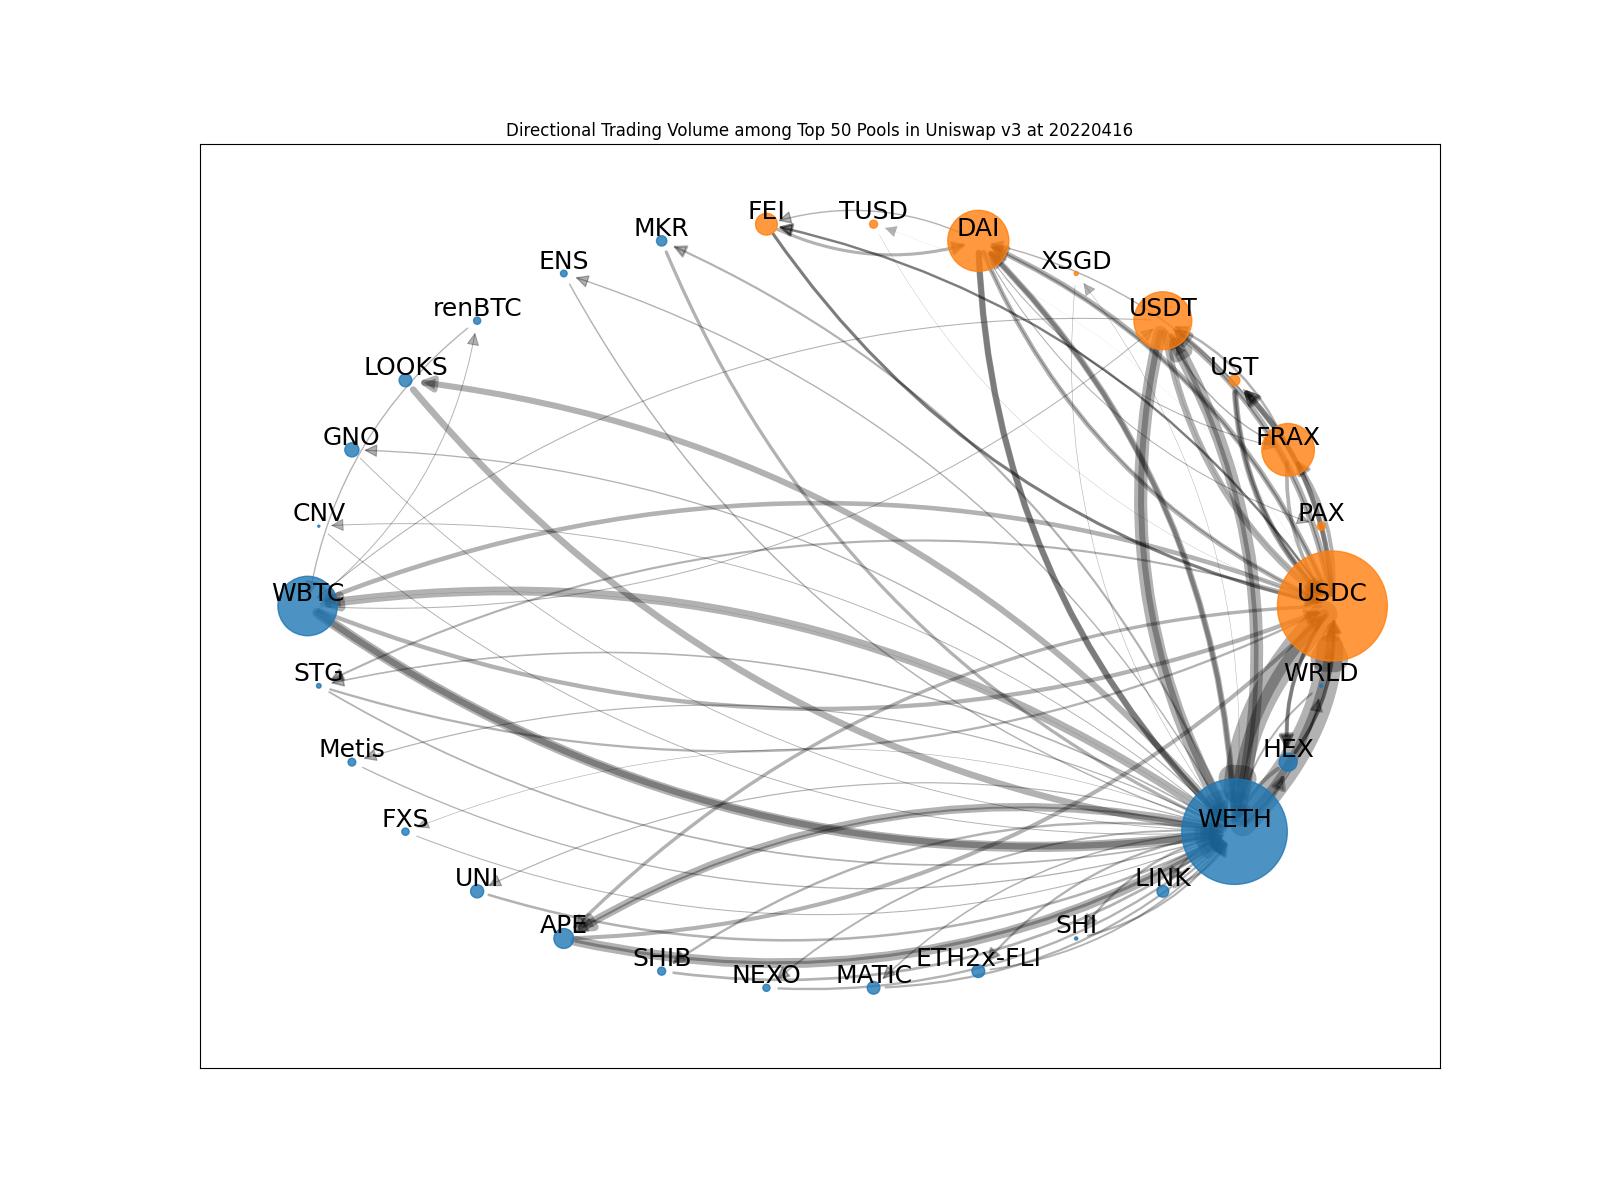 Directional Trading Volume among Top 50 Pools in Uniswap v3 at 20220416
FEI
TUSD
MKR
DAI
ENS
XSGD
renBTC
USDT
LOOKS
UST
GNO
FRAX
CNV
PAX
WBTC
USDC
STG
WRLD
Metis
HEX
FXS
WETH
UNI
LINK
APE
SHI
SHIB
ETH2x-FLI
NEXO
MATIC